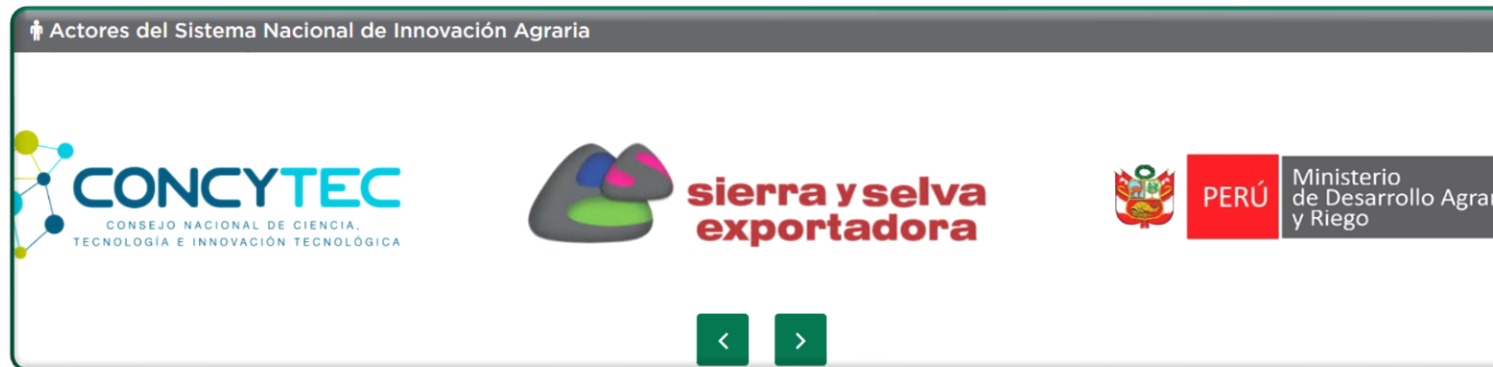 Actores del Sistema Nacional de Innovación Agraria
CONCYTEC
CONSEJO NACIONAL DE CIENCIA,
TECNOLOGÍA E INNOVACIÓN TECNOLÓGICA
sierra y selva
exportadora
PERÚ
Ministerio
de Desarrollo Agrar
y Riego